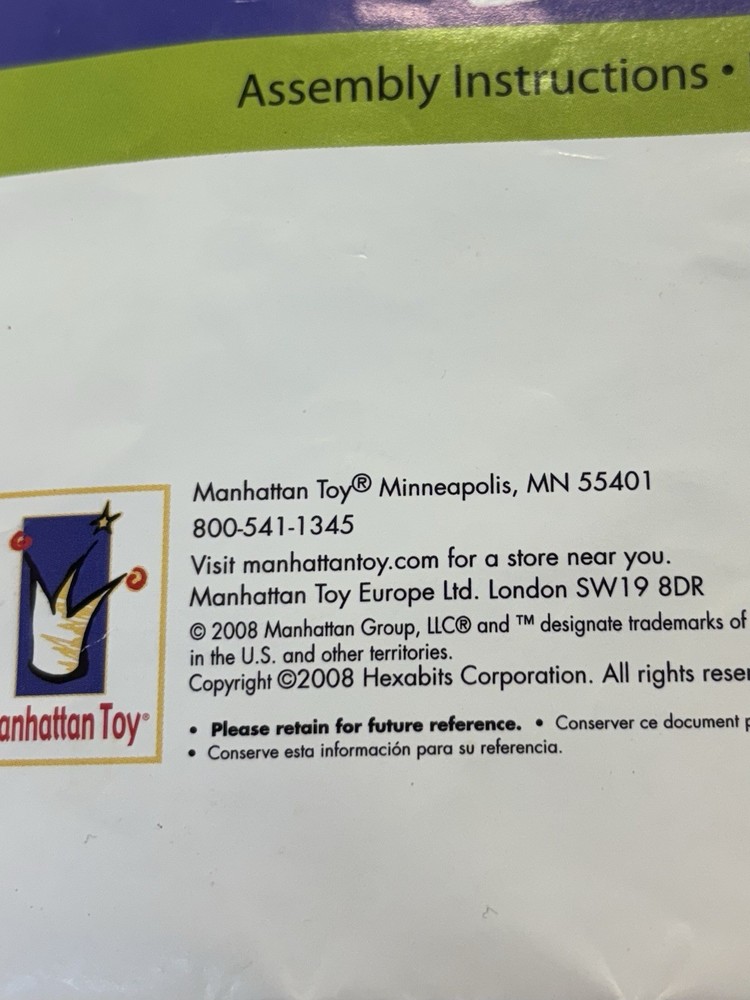 Assembly Instructions •
Manhattan Toy® Minneapolis, MN 55401
800-541-1345
Visit manhattantoy.com for a store near you.
Manhattan Toy Europe Ltd. London SW19 8DR
© 2008 Manhattan Group, LLC® and ™ designate trademarks of
in the U.S. and other territories.
Copyright ©2008 Hexabits Corporation. All rights
• Please retain for future reference. • Conserver ce document
• Conserve esta información para su referencia.
anhattan Toy®